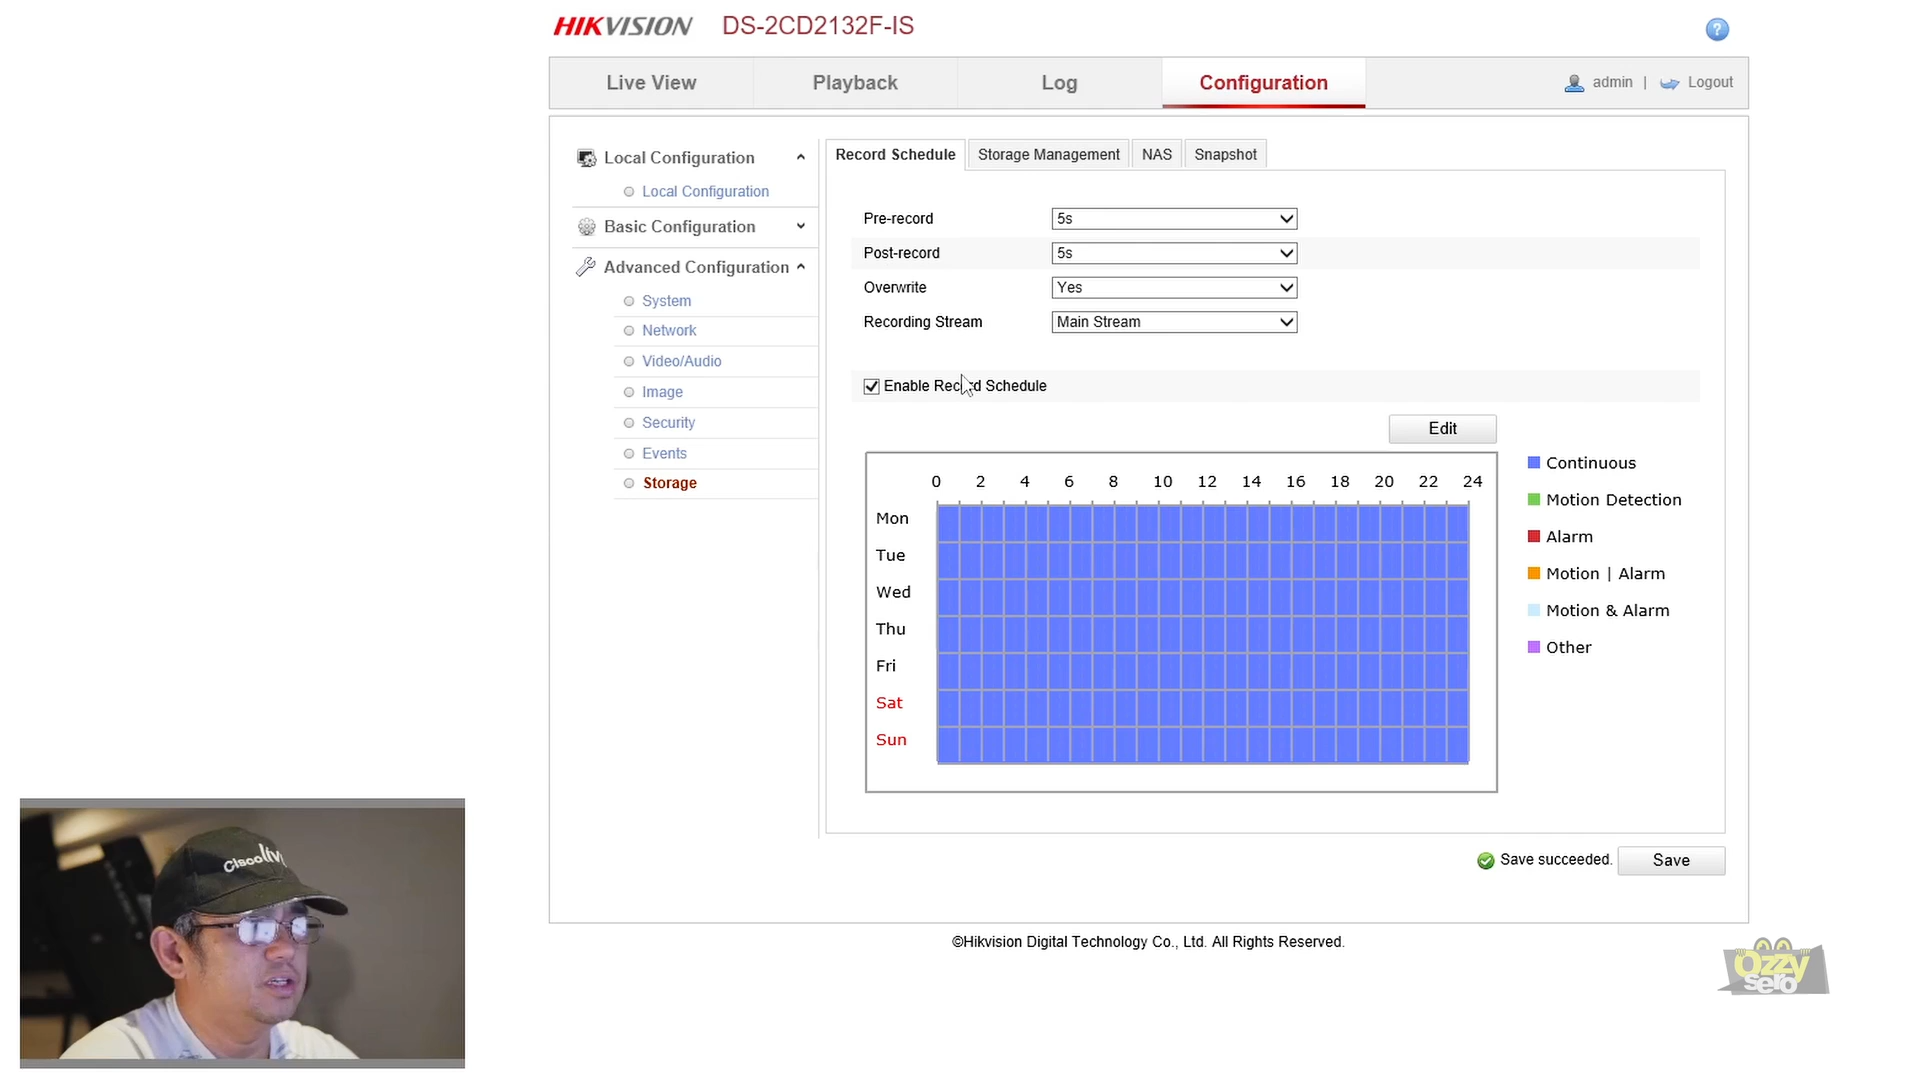 HIKVISION DS-2CD2132F-IS
?
Live View Playback Log Configuration admin | Logout
Local Configuration
Local Configuration
Basic Configuration
Advanced Configuration
System
Network
Video/Audio
Image
Security
Events
Storage
Record Schedule Storage Management NAS Snapshot
Pre-record 5s
Post-record 5s
Overwrite Yes
Recording Stream Main Stream
Enable Record Schedule
Edit
0 2 4 6 8 10 12 14 16 18 20 22 24
Mon
Tue
Wed
Thu
Fri
Sat
Sun
Continuous
Motion Detection
Alarm
Motion | Alarm
Motion & Alarm
Other
Save succeeded. Save
©Hikvision Digital Technology Co., Ltd. All Rights Reserved.
Cisco live
Ozzy
sero